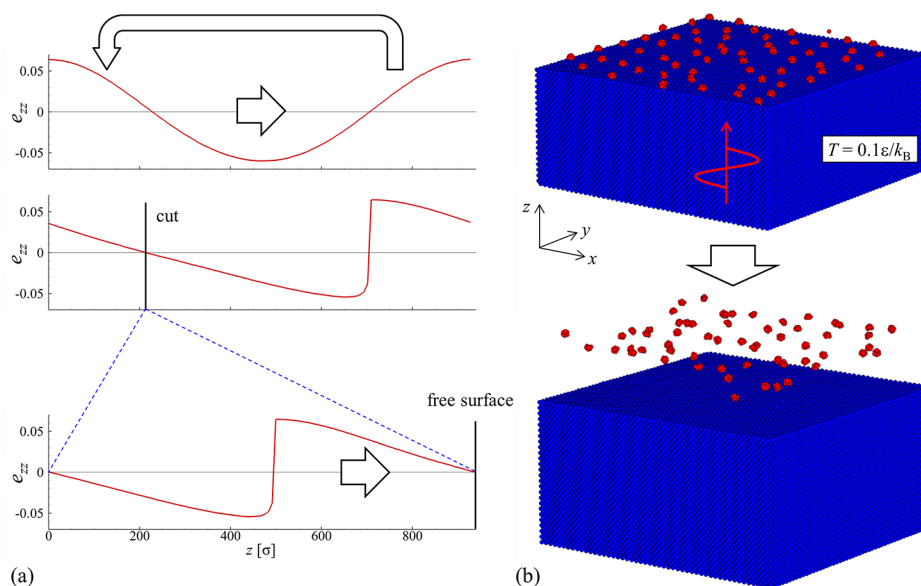 0.05
0
-0.05
e_zz
0.05
0
-0.05
e_zz
cut
free surface
0.05
0
-0.05
e_zz
0
200
400
600
800
z [σ]
(a)
T = 0.1ε/k_B
z
y
x
(b)